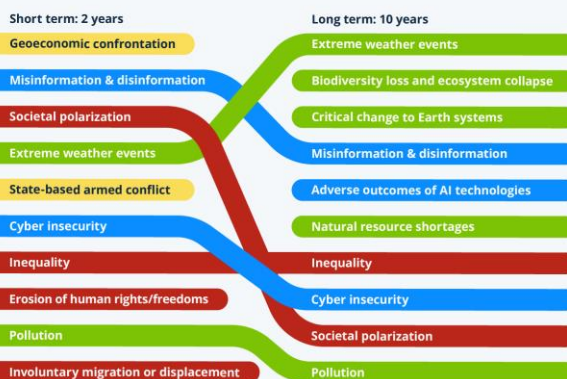 Short term: 2 years
Geoeconomic confrontation
Misinformation & disinformation
Societal polarization
Extreme weather events
State-based armed conflict
Cyber insecurity
Inequality
Erosion of human rights/freedoms
Pollution
Involuntary migration or displacement
Long term: 10 years
Extreme weather events
Biodiversity loss and ecosystem collapse
Critical change to Earth systems
Misinformation & disinformation
Adverse outcomes of AI technologies
Natural resource shortages
Inequality
Cyber insecurity
Societal polarization
Pollution